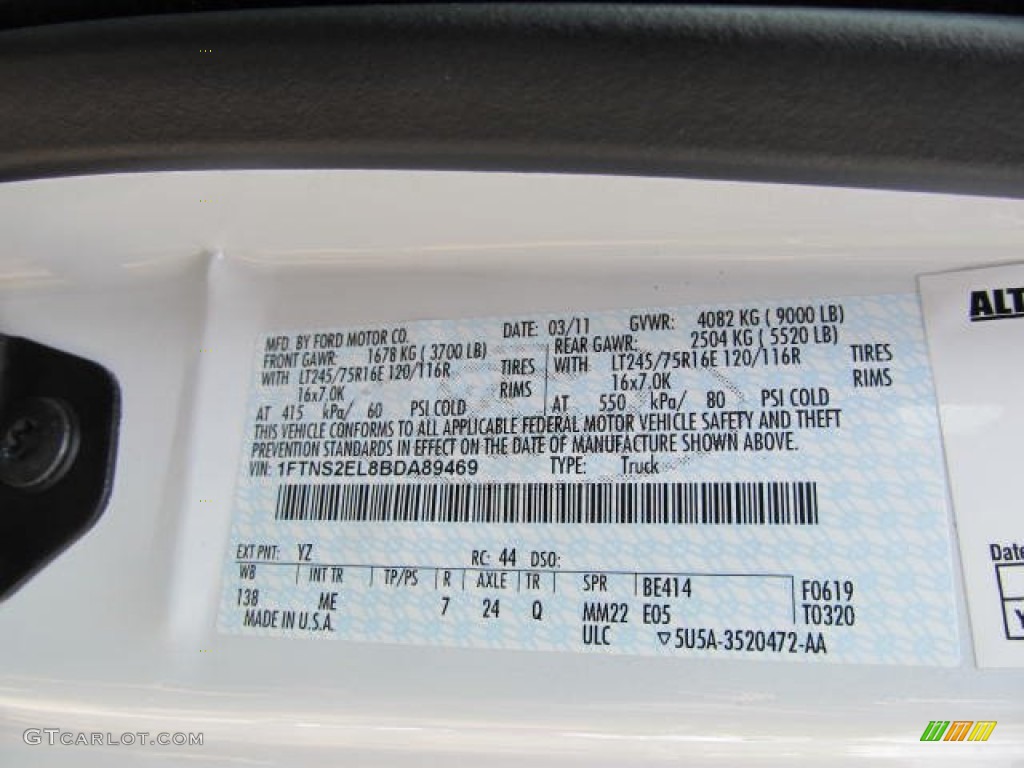 MFD. BY FORD MOTOR CO. DATE: 03/11 GVWR: 4082 KG ( 9000 LB)
FRONT GAWR: 1678 KG ( 3700 LB) REAR GAWR: 2504 KG ( 5520 LB)
WITH LT245/75R16E 120/116R TIRES WITH LT245/75R16E 120/116R TIRES
16x7.0K RIMS 16x7.0K RIMS
AT 415 kPa/ 60 PSI COLD AT 550 kPa/ 80 PSI COLD
THIS VEHICLE CONFORMS TO ALL APPLICABLE FEDERAL MOTOR VEHICLE SAFETY AND THEFT
PREVENTION STANDARDS IN EFFECT ON THE DATE OF MANUFACTURE SHOWN ABOVE.
VIN: 1FTNS2EL8BDA89469 TYPE: Truck
EXT PNT: YZ RC: 44 DSO:
WB INT TR TP/PS R AXLE TR SPR BE414 F0619
138 ME 7 24 Q MM22 E05 T0320
MADE IN U.S.A. ULC ▽5U5A-3520472-AA
ALT
Date
GTCARLOT.COM